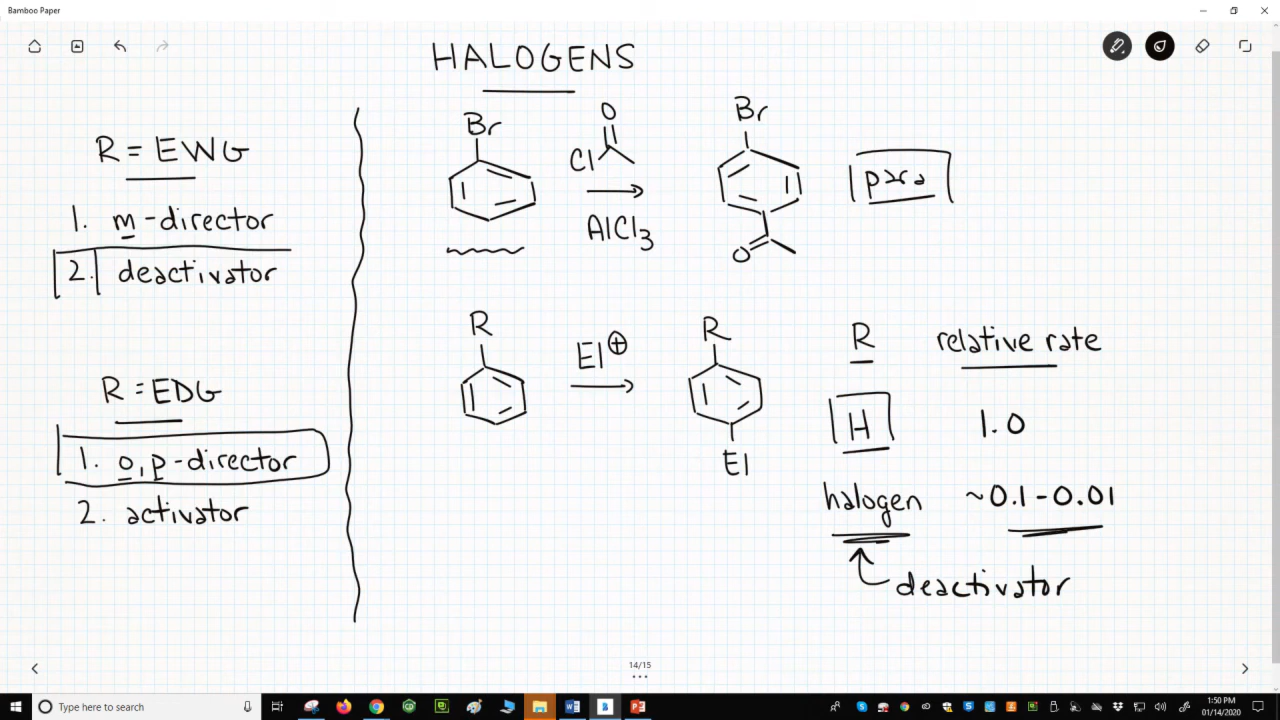 Bamboo Paper
HALOGENS
R = EWG
1. m-director
2. deactivator
R = EDG
1. o,p-director
2. activator
Br
O
Cl
AlCl3
Br
O
para
R
El⊕
R
El
R relative rate
H 1.0
halogen ~0.1-0.01
deactivator
14/15
Type here to search
1:50 PM
01/14/2020